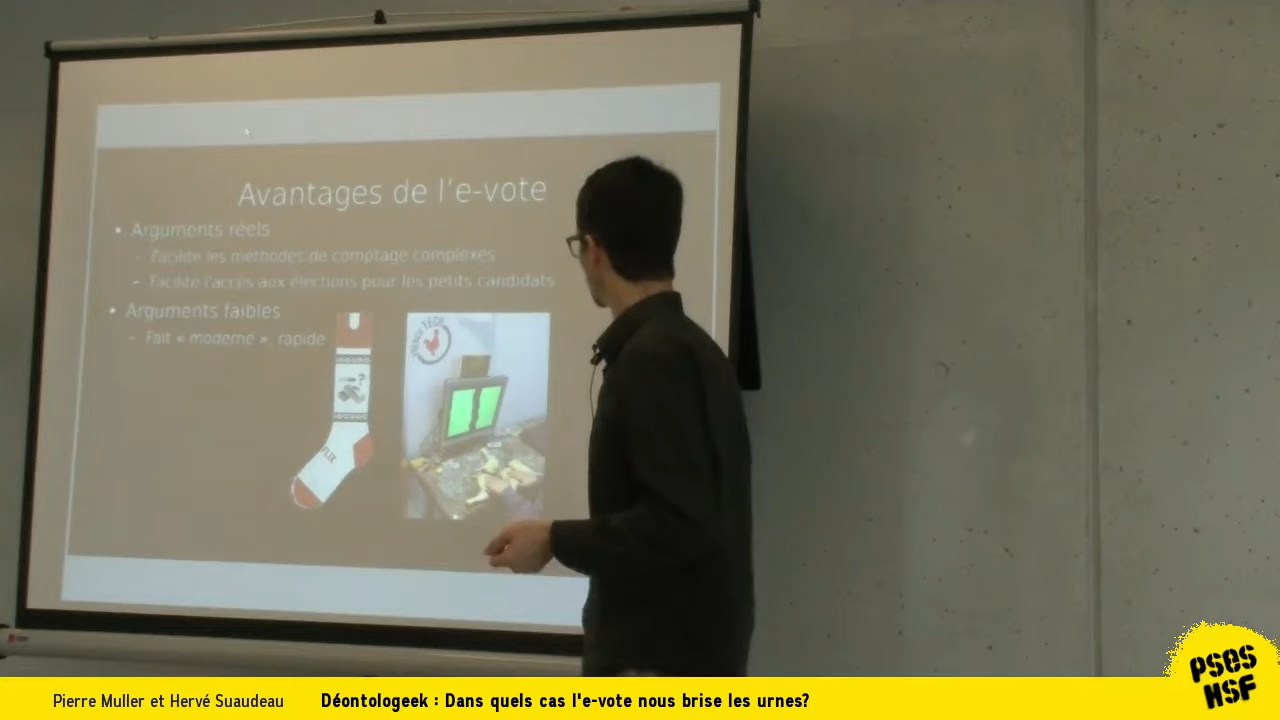 Avantages de l'e-vote
• Arguments réels
- Facilite les méthodes de comptage complexes
- Facilite l'accès aux élections pour les petits candidats
• Arguments faibles
- Fait « moderne », rapide
FLIX
PSES
HSF
Pierre Muller et Hervé Suaudeau
Déontologeek : Dans quels cas l'e-vote nous brise les urnes?